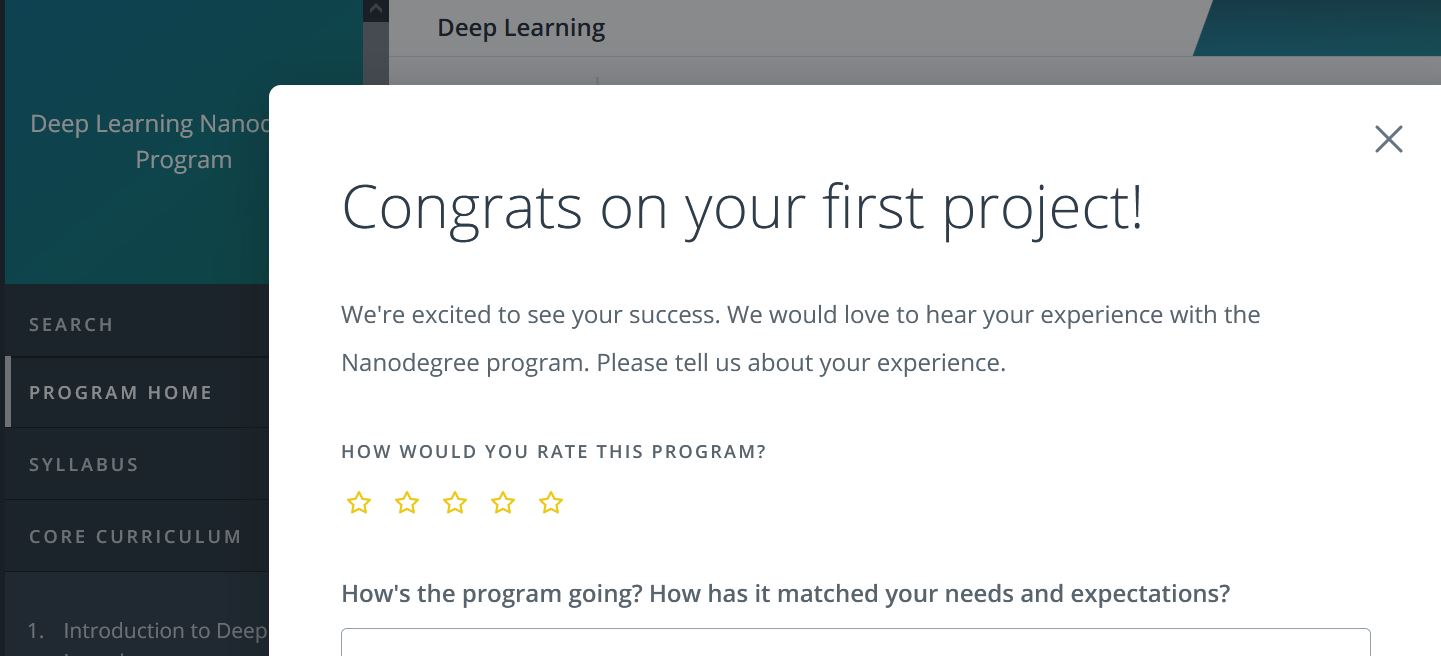 Deep Learning
Deep Learning
Program
Congrats on your first project!
We're excited to see your success. We would love to hear your experience with the
Nanodegree program. Please tell us about your experience.
HOW WOULD YOU RATE THIS PROGRAM?
How's the program going? How has it matched your needs and expectations?
SEARCH
PROGRAM HOME
SYLLABUS
CORE CURRICULUM
1. Introduction to Deep